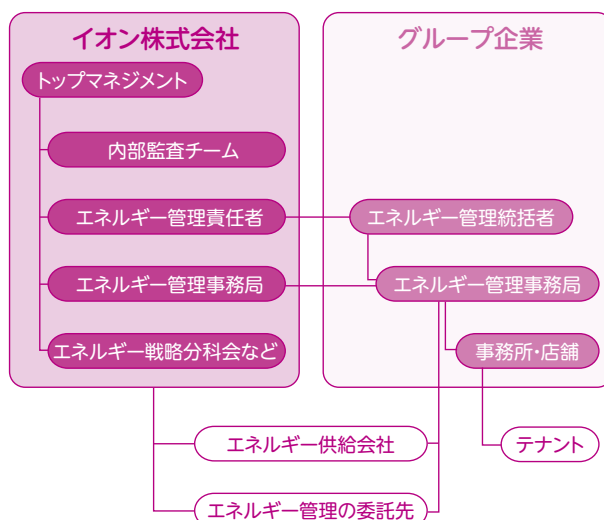 イオン株式会社
トップマネジメント
内部監査チーム
エネルギー管理責任者
エネルギー管理事務局
エネルギー戦略分科会など
グループ企業
エネルギー管理統括者
エネルギー管理事務局
事務所・店舗
エネルギー供給会社
テナント
エネルギー管理の委託先